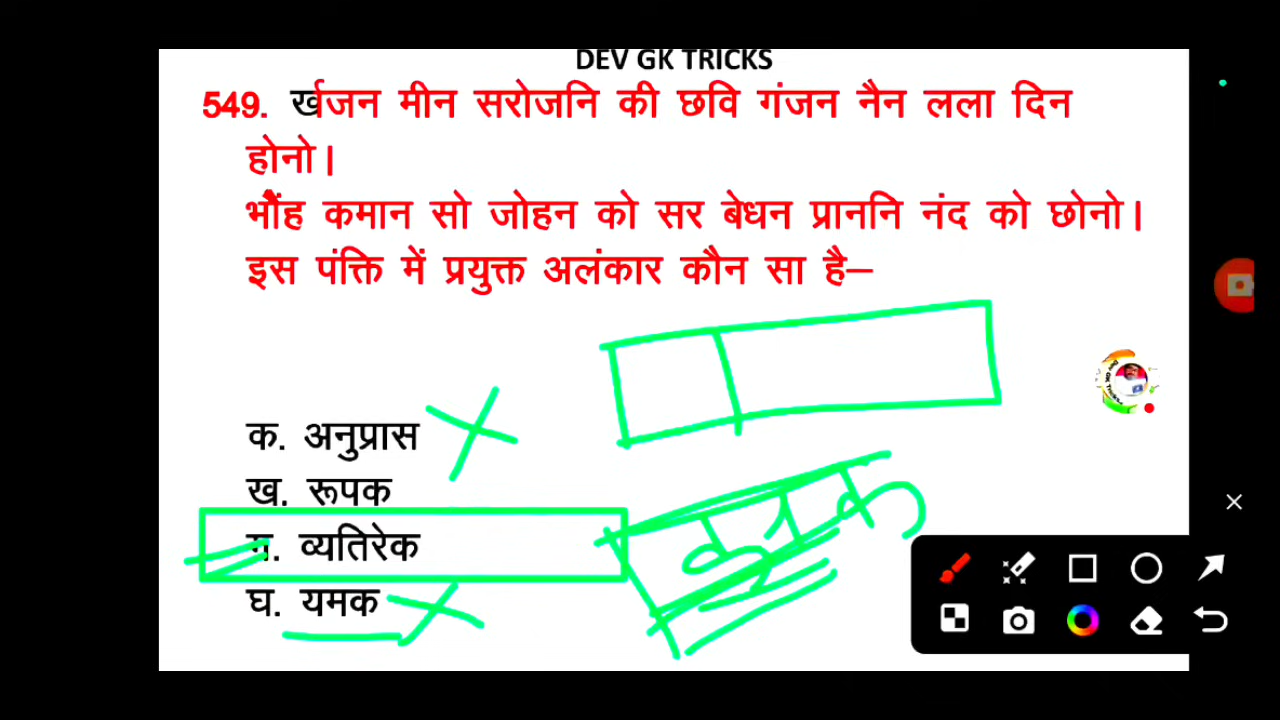 DEV GK TRICKS
549. खंजन मीन सरोजनि की छवि गंजन नैन लला दिन
होनो।
भौंह कमान सो जोहन को सर बेधन प्राननि नंद को छोनो।
इस पंक्ति में प्रयुक्त अलंकार कौन सा है–
क. अनुप्रास
ख. रूपक
ग. व्यतिरेक
घ. यमक